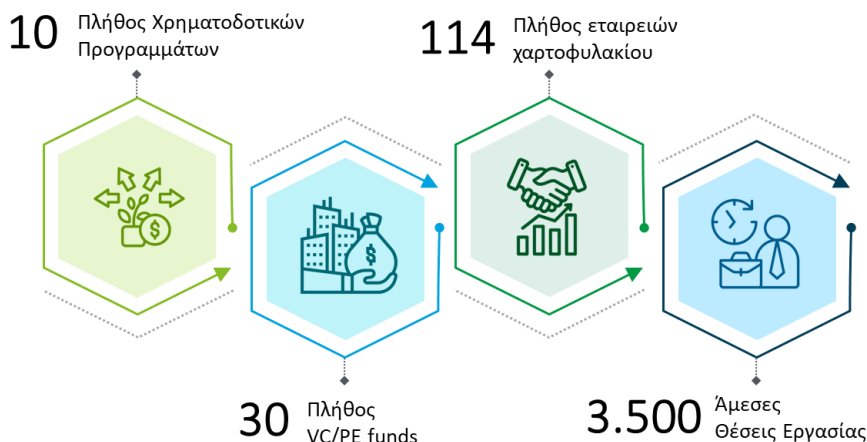 10
Πλήθος Χρηματοδοτικών
Προγραμμάτων
114
Πλήθος εταιρειών
χαρτοφυλακίου
30
Πλήθος
VC/PE funds
3.500
Άμεσες
Θέσεις Εργασίας